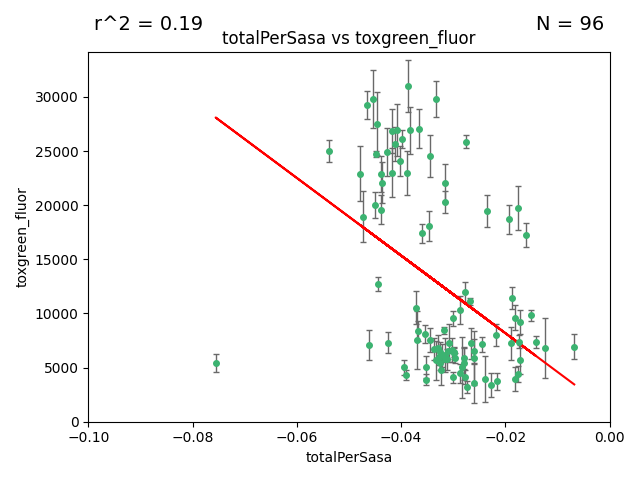 r^2 = 0.19
N = 96
totalPerSasa vs toxgreen_fluor
30000
25000
20000
15000
10000
5000
0
toxgreen_fluor
−0.10
−0.08
−0.06
−0.04
−0.02
0.00
totalPerSasa